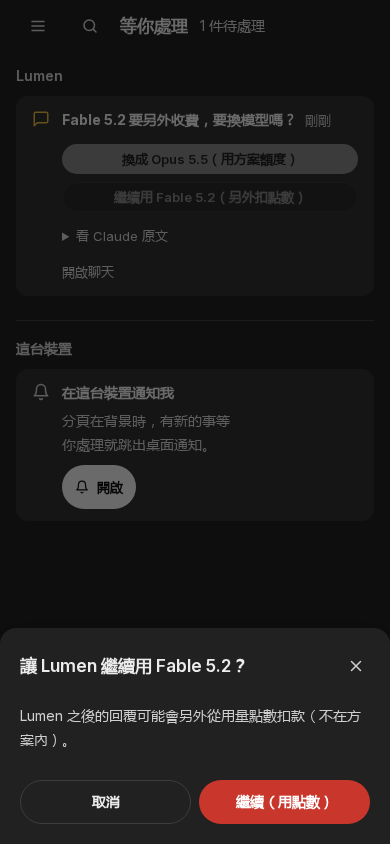 等你處理 1 件待處理
Lumen
Fable 5.2 要另外收費，要換模型嗎？ 剛剛
換成 Opus 5.5（用方案額度）
繼續用 Fable 5.2（另外扣點數）
看 Claude 原文
開啟聊天
這台裝置
在這台裝置通知我
分頁在背景時，有新的事等
你處理就跳出桌面通知。
開啟
讓 Lumen 繼續用 Fable 5.2？
Lumen 之後的回覆可能會另外從用量點數扣款（不在方
案內）。
取消
繼續（用點數）